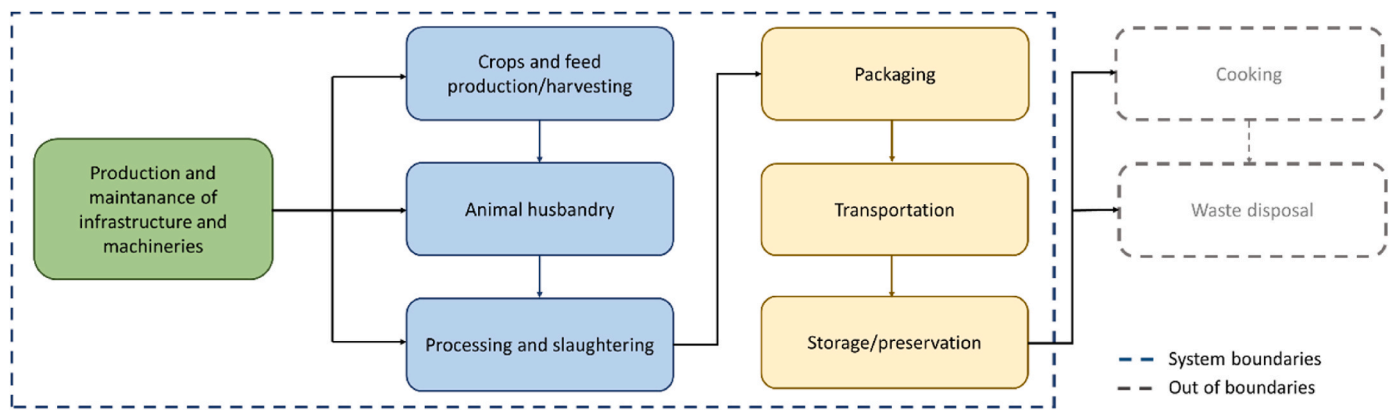 Production and
maintanance of
infrastructure and
machineries
Crops and feed
production/harvesting
Animal husbandry
Processing and slaughtering
Packaging
Transportation
Storage/preservation
Cooking
Waste disposal
System boundaries
Out of boundaries